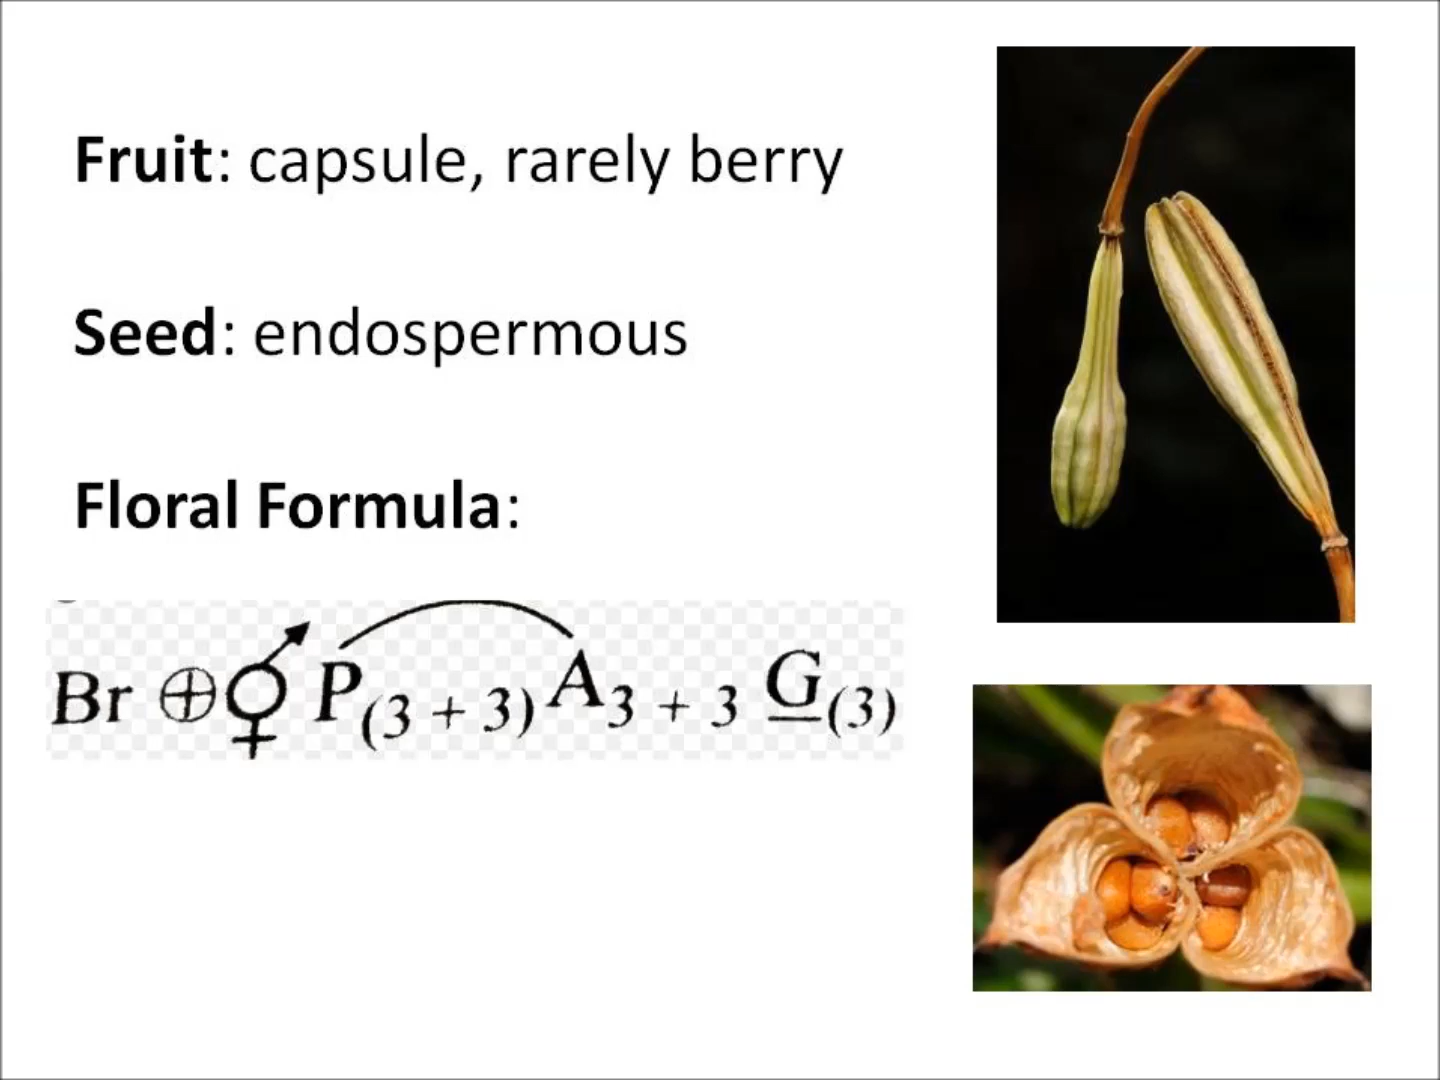 Fruit: capsule, rarely berry
Seed: endospermous
Floral Formula:
Br ⊕ ⚥ P(3 + 3) A3 + 3 G(3)